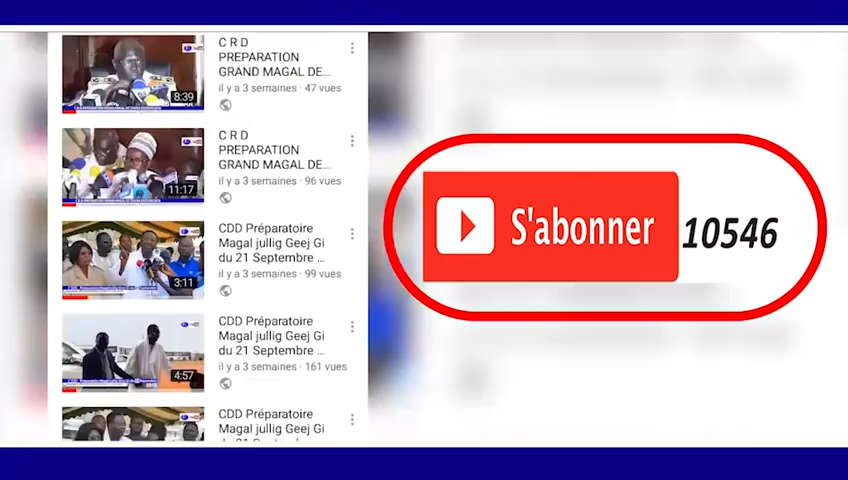 C R D
PREPARATION
GRAND MAGAL DE...
il y a 3 semaines · 47 vues
8:39
C R D
PREPARATION
GRAND MAGAL DE...
il y a 3 semaines · 96 vues
11:17
CDD Préparatoire
Magal jullig Geej Gi
du 21 Septembre ...
il y a 3 semaines · 99 vues
3:11
CDD Préparatoire
Magal jullig Geej Gi
du 21 Septembre ...
il y a 3 semaines · 161 vues
4:57
CDD Préparatoire
Magal jullig Geej Gi
du 21 Septembre ...
S'abonner
10546